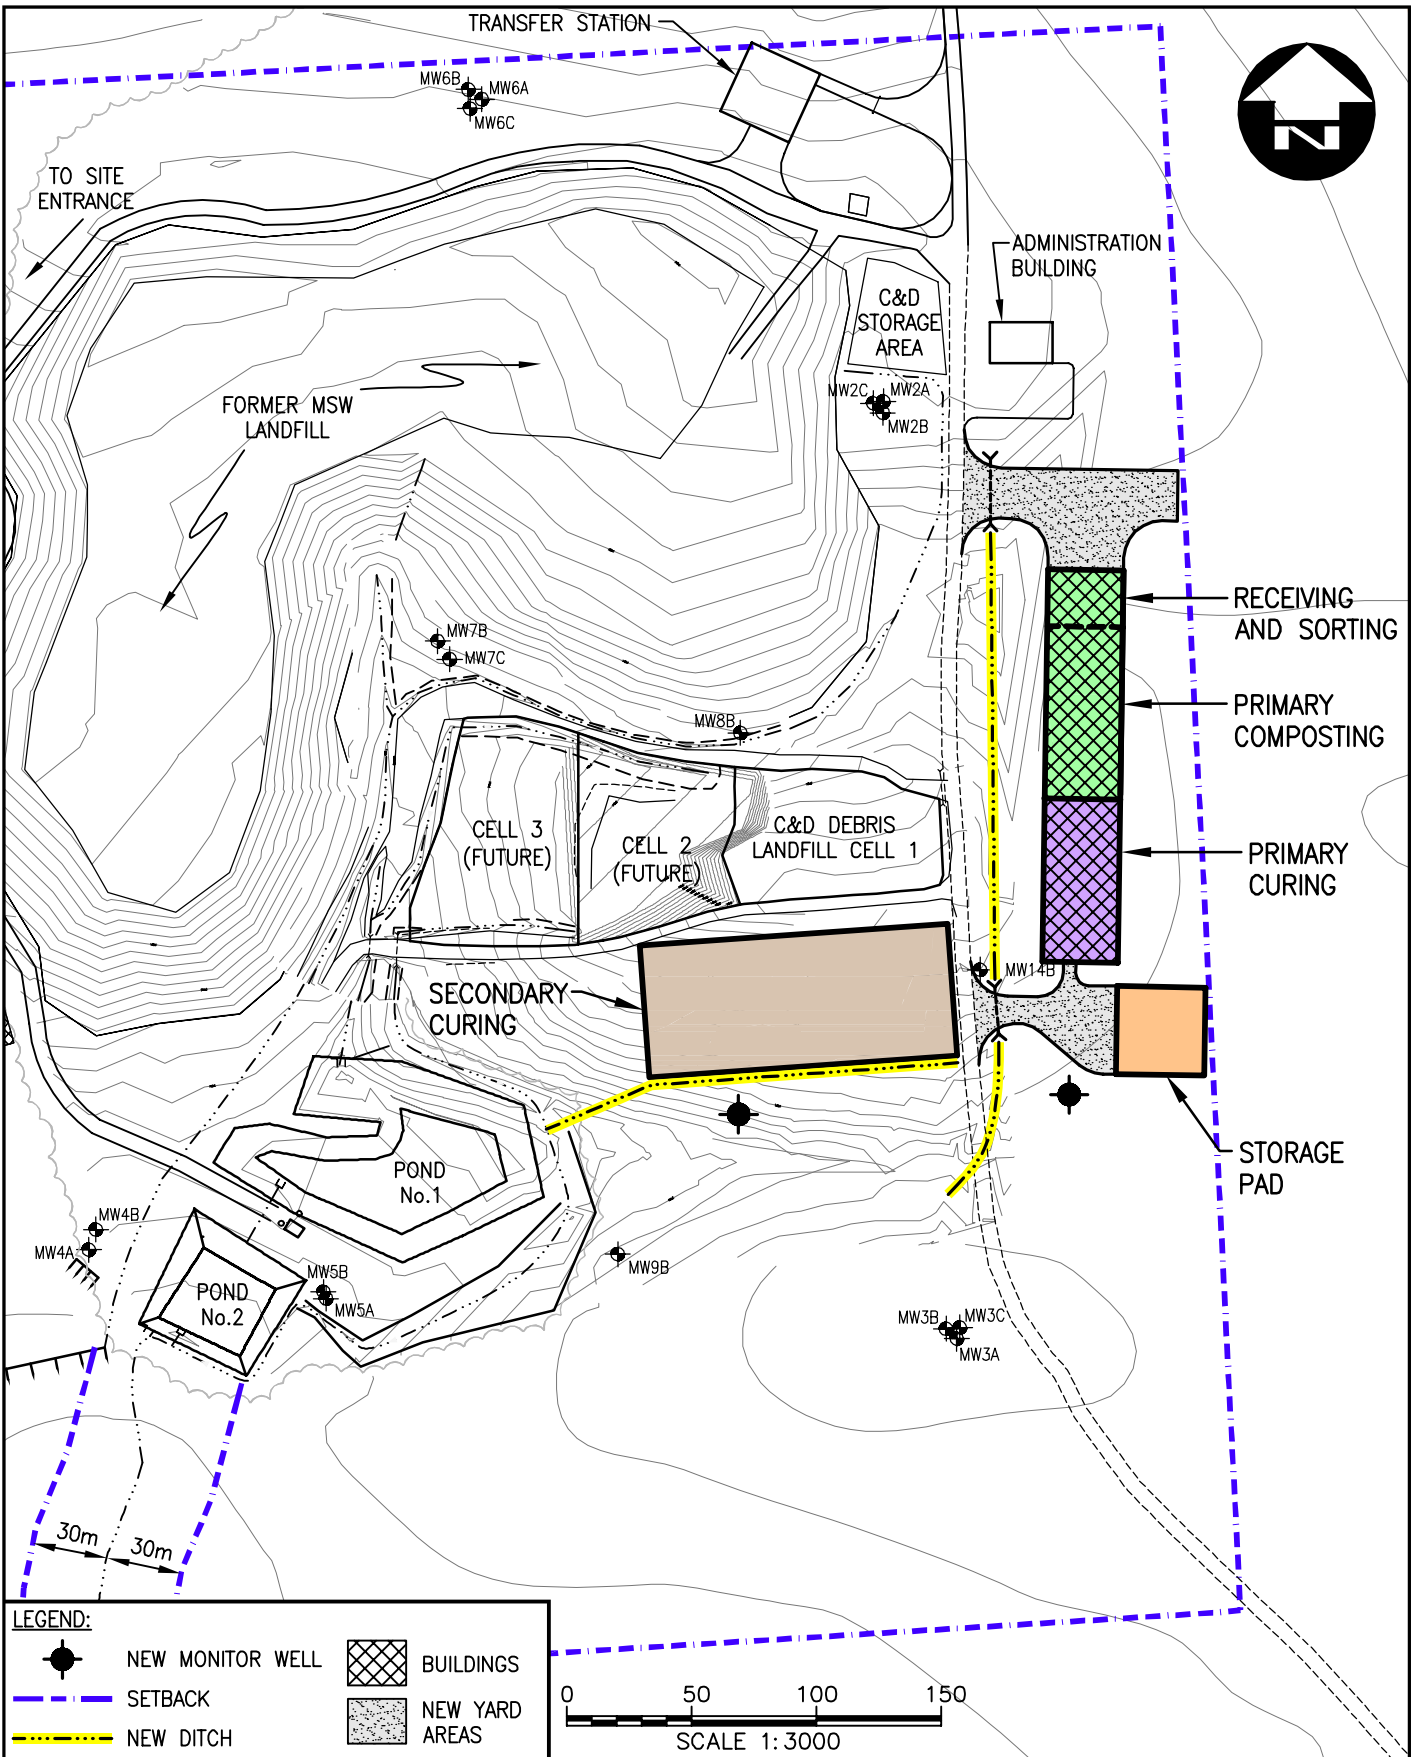 TRANSFER STATION
MW6B
MW6A
MW6C
N
TO SITE
ENTRANCE
ADMINISTRATION
BUILDING
C&D
STORAGE
AREA
MW2C
MW2A
MW2B
FORMER MSW
LANDFILL
RECEIVING
AND SORTING
MW7B
MW7C
PRIMARY
COMPOSTING
MW8B
CELL 3
(FUTURE)
CELL 2
(FUTURE)
C&D DEBRIS
LANDFILL CELL 1
PRIMARY
CURING
MW14B
SECONDARY
CURING
STORAGE
PAD
POND
No.1
MW4B
MW4A
MW9B
MW5B
MW5A
POND
No.2
MW3B
MW3C
MW3A
30m
30m
LEGEND:
NEW MONITOR WELL
SETBACK
NEW DITCH
BUILDINGS
NEW YARD
AREAS
0 50 100 150
SCALE 1:3000